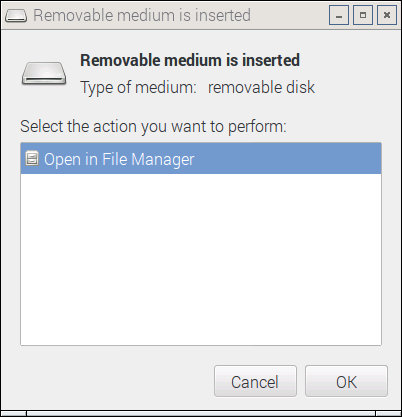 Removable medium is inserted
Removable medium is inserted
Type of medium: removable disk
Select the action you want to perform:
Open in File Manager
Cancel OK